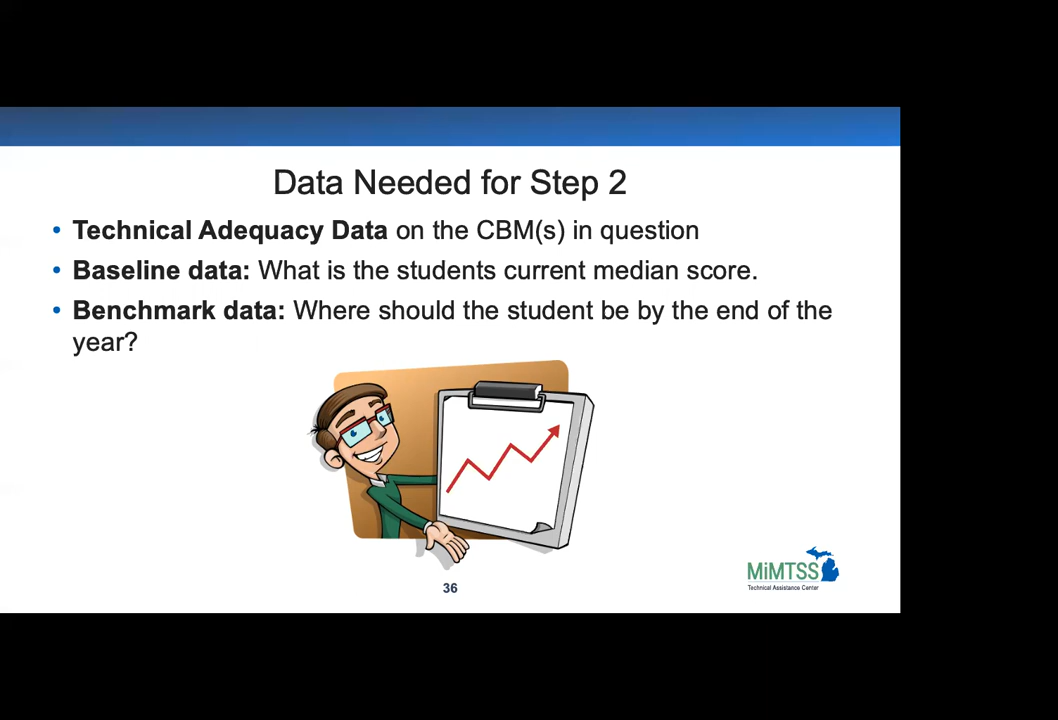 Data Needed for Step 2
• Technical Adequacy Data on the CBM(s) in question
• Baseline data: What is the students current median score.
• Benchmark data: Where should the student be by the end of the
year?
36
MiMTSS
Technical Assistance Center